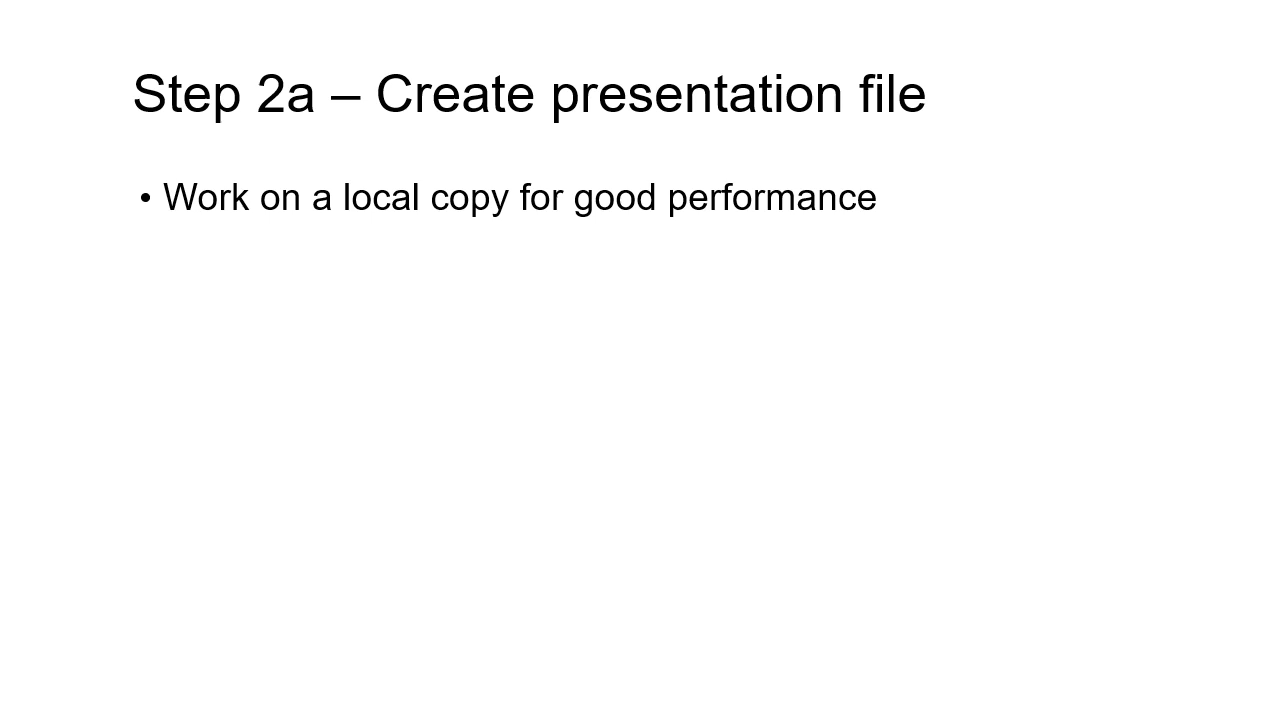 Step 2a – Create presentation file
• Work on a local copy for good performance